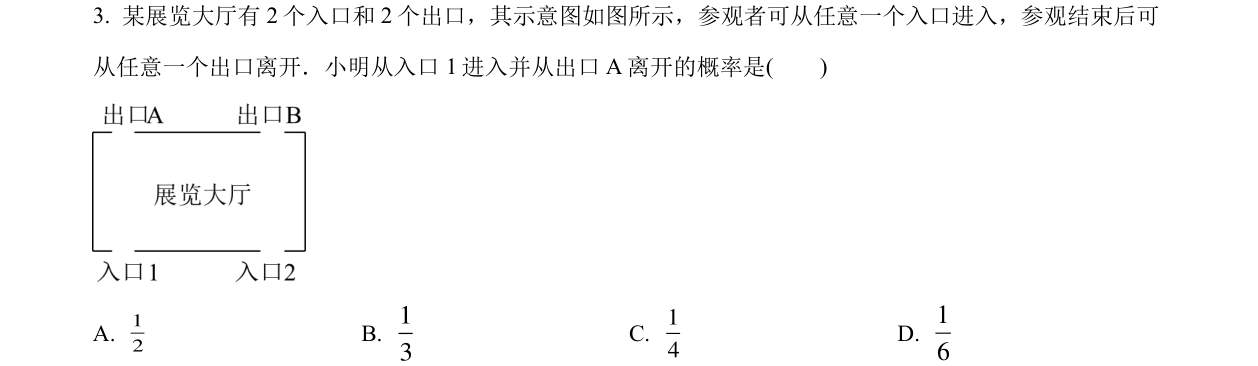 3. 某展览大厅有 2 个入口和 2 个出口，其示意图如图所示，参观者可从任意一个入口进入，参观结束后可
从任意一个出口离开．小明从入口 1 进入并从出口 A 离开的概率是(　　)
出口A　出口B
展览大厅
入口1　入口2
A. 1/2　B. 1/3　C. 1/4　D. 1/6